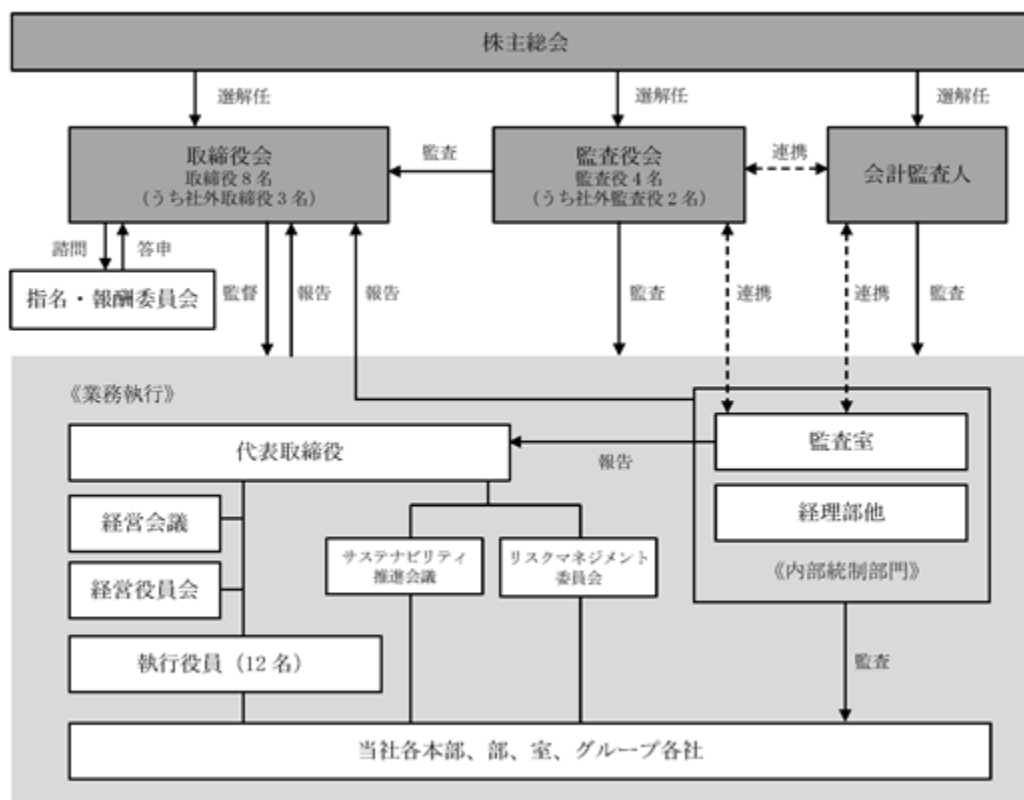 株主総会
選解任
選解任
選解任
取締役会
取締役8名
(うち社外取締役3名)
監査
監査役会
監査役4名
(うち社外監査役2名)
連携
会計監査人
諮問
答申
指名・報酬委員会
監督
報告
報告
監査
連携
連携
監査
《業務執行》
代表取締役
報告
監査室
経営会議
経理部他
サステナビリティ
推進会議
リスクマネジメント
委員会
《内部統制部門》
経営役員会
執行役員(12名)
監査
当社各本部、部、室、グループ各社